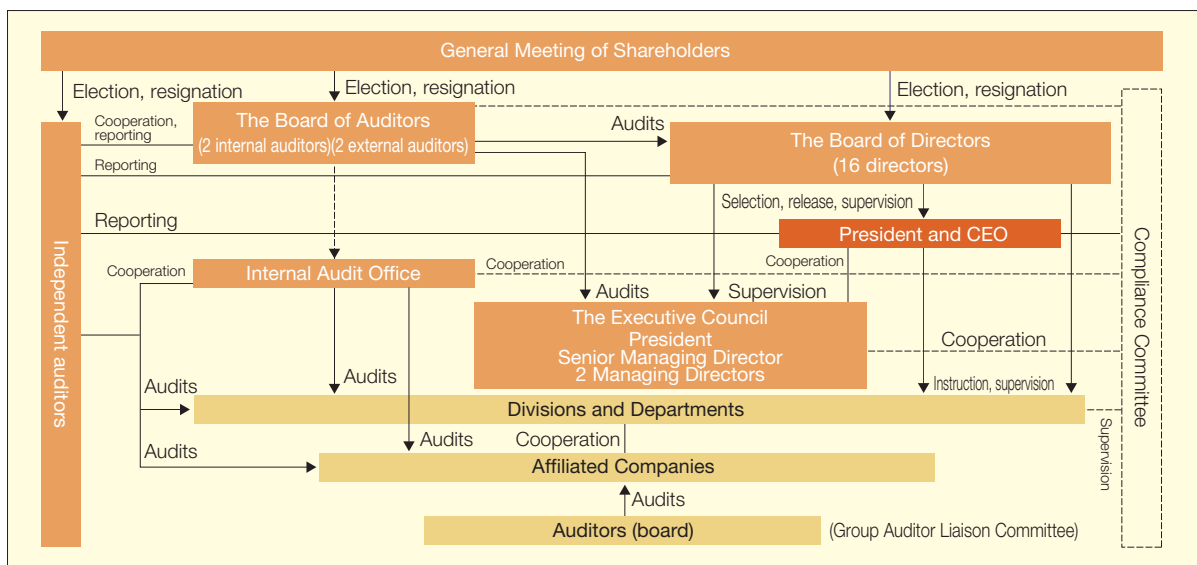 General Meeting of Shareholders
Election, resignation
Election, resignation
Election, resignation
Cooperation,
reporting
The Board of Auditors
(2 internal auditors)(2 external auditors)
Audits
The Board of Directors
(16 directors)
Reporting
Selection, release, supervision
Reporting
President and CEO
Independent auditors
Compliance Committee
Cooperation
Internal Audit Office
Cooperation
Cooperation
Audits
Supervision
The Executive Council
President
Senior Managing Director
2 Managing Directors
Cooperation
Audits
Audits
Instruction, supervision
Divisions and Departments
Audits
Audits
Cooperation
Supervision
Affiliated Companies
Audits
Auditors (board)
(Group Auditor Liaison Committee)